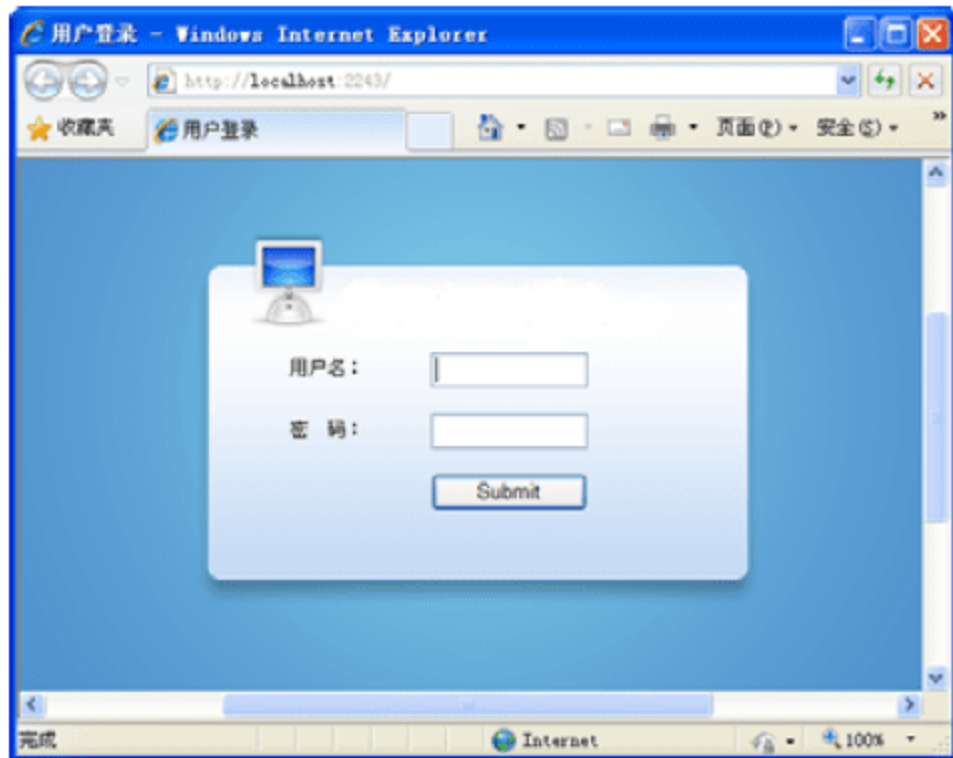 用户登录 - Windows Internet Explorer
http://localhost:2243/
收藏夹 用户登录 页面(P) 安全(S) »
用户名：
密 码：
Submit
完成 Internet 100%